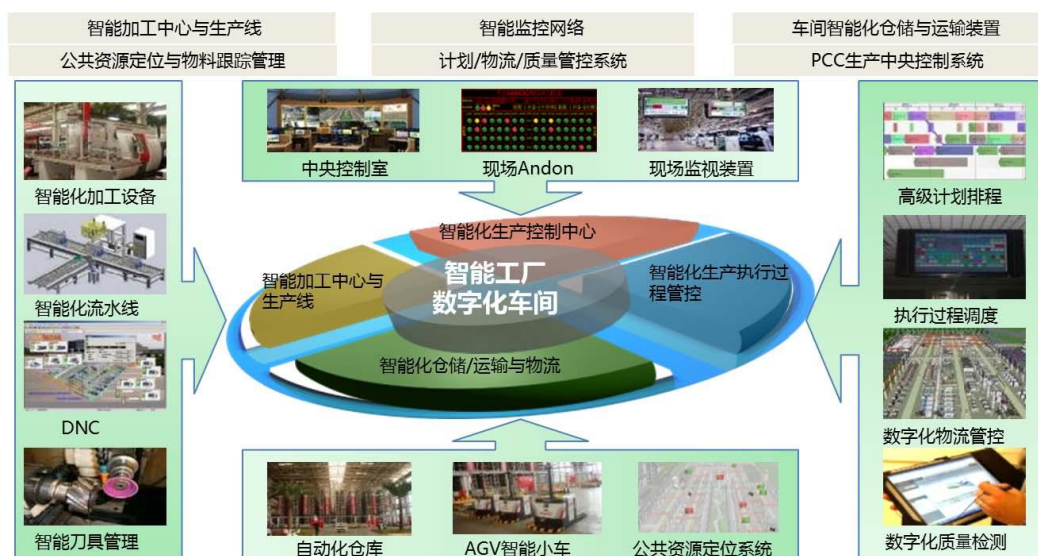 智能加工中心与生产线
智能监控网络
车间智能化仓储与运输装置
公共资源定位与物料跟踪管理
计划/物流/质量管控系统
PCC生产中央控制系统
智能化加工设备
智能化流水线
DNC
智能刀具管理
中央控制室
现场Andon
现场监视装置
高级计划排程
执行过程调度
数字化物流管控
数字化质量检测
智能化生产控制中心
智能加工中心与
生产线
智能工厂
数字化车间
智能化生产执行过
程管控
智能化仓储/运输与物流
自动化仓库
AGV智能小车
公共资源定位系统